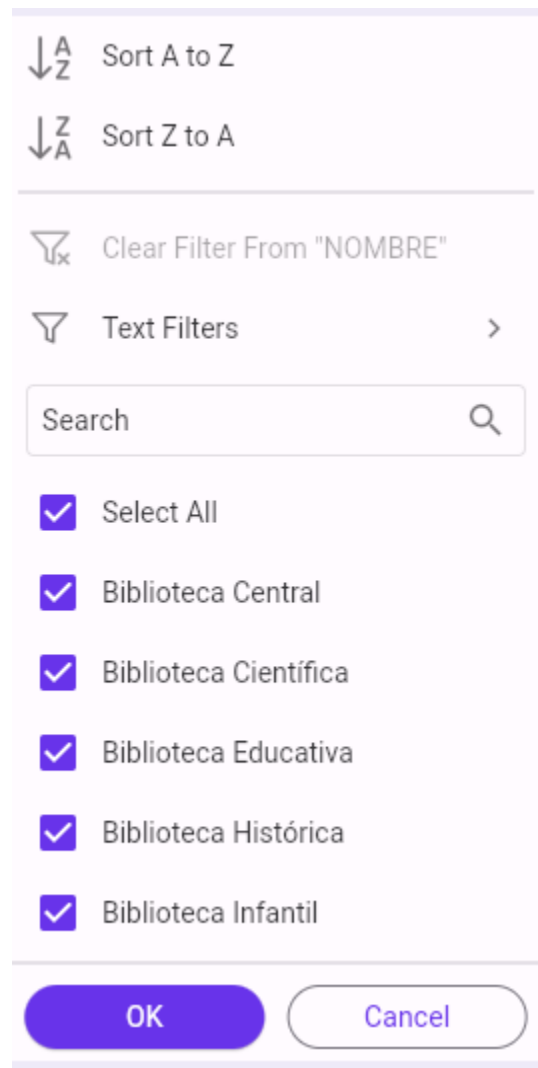 Sort A to Z
Sort Z to A
Clear Filter From "NOMBRE"
Text Filters
Search
Select All
Biblioteca Central
Biblioteca Científica
Biblioteca Educativa
Biblioteca Histórica
Biblioteca Infantil
OK Cancel